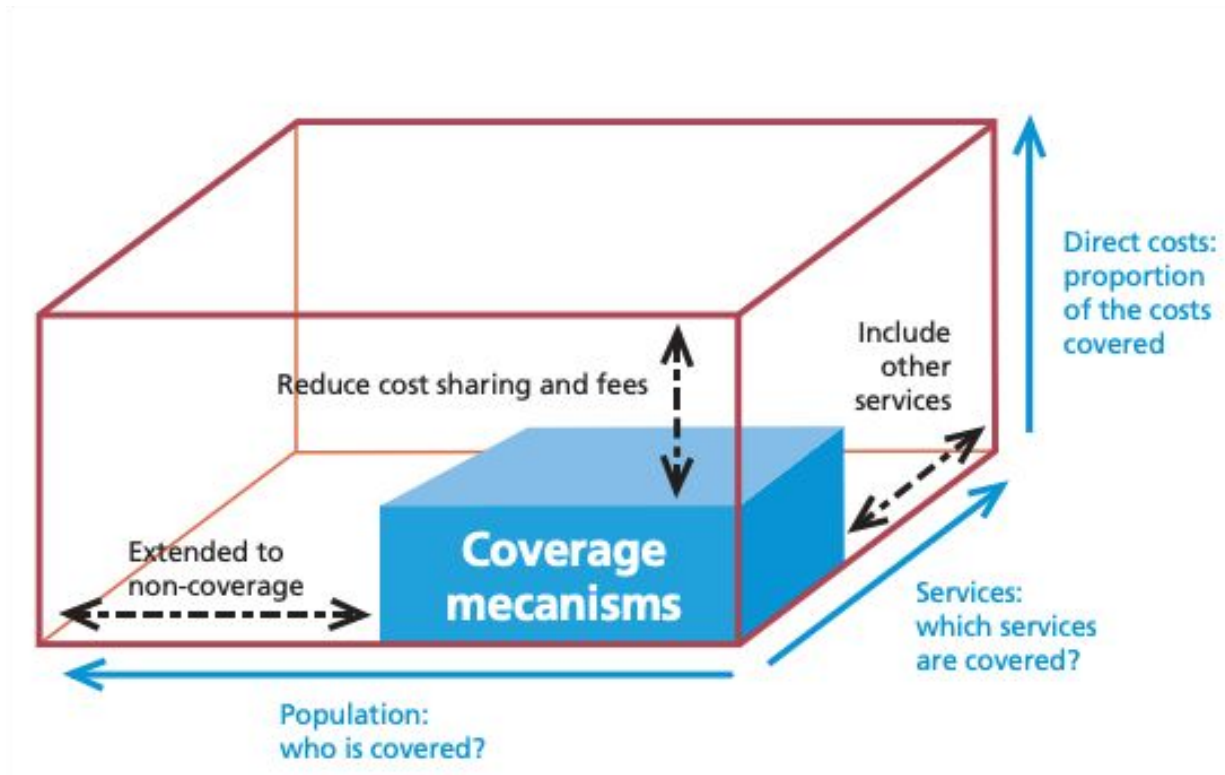 Direct costs:
proportion
of the costs
covered
Include
other
services
Reduce cost sharing and fees
Coverage
mecanisms
Extended to
non-coverage
Services:
which services
are covered?
Population:
who is covered?